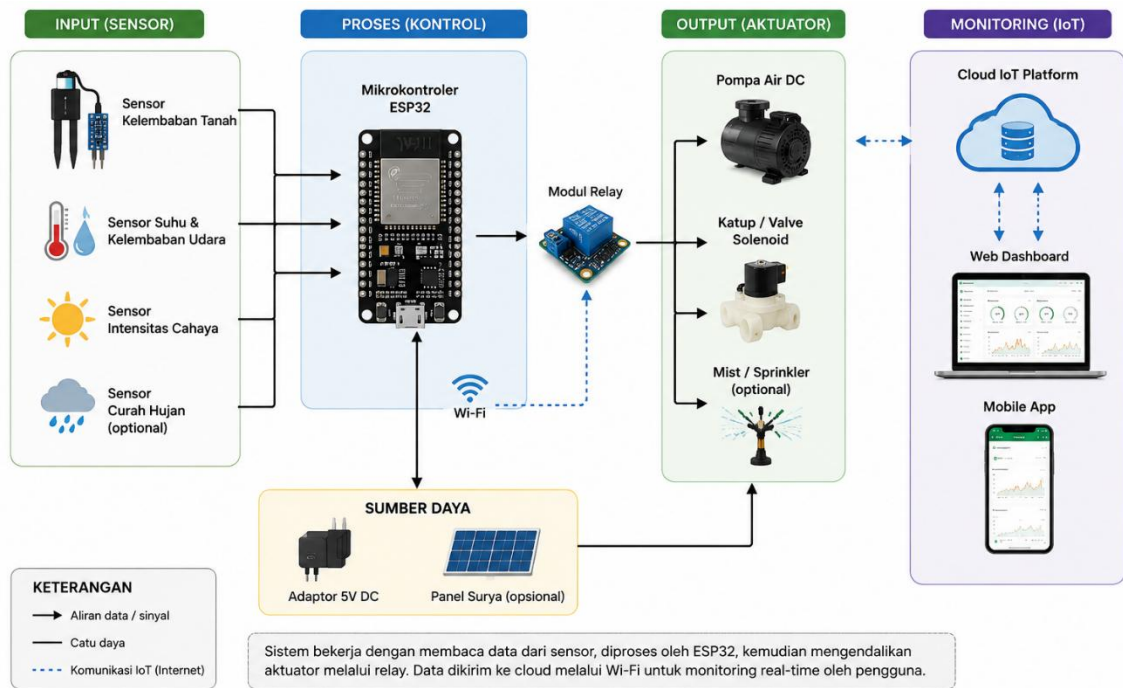 INPUT (SENSOR)
PROSES (KONTROL)
OUTPUT (AKTUATOR)
MONITORING (IoT)
Sensor
Kelembaban Tanah
Sensor Suhu &
Kelembaban Udara
Sensor
Intensitas Cahaya
Sensor
Curah Hujan
(optional)
Mikrokontroler
ESP32
Wi-Fi
Modul Relay
Pompa Air DC
Katup / Valve
Solenoid
Mist / Sprinkler
(optional)
Cloud IoT Platform
Web Dashboard
Mobile App
SUMBER DAYA
Adaptor 5V DC
Panel Surya (opsional)
KETERANGAN
Aliran data / sinyal
Catu daya
Komunikasi IoT (Internet)
Sistem bekerja dengan membaca data dari sensor, diproses oleh ESP32, kemudian mengendalikan
aktuator melalui relay. Data dikirim ke cloud melalui Wi-Fi untuk monitoring real-time oleh pengguna.